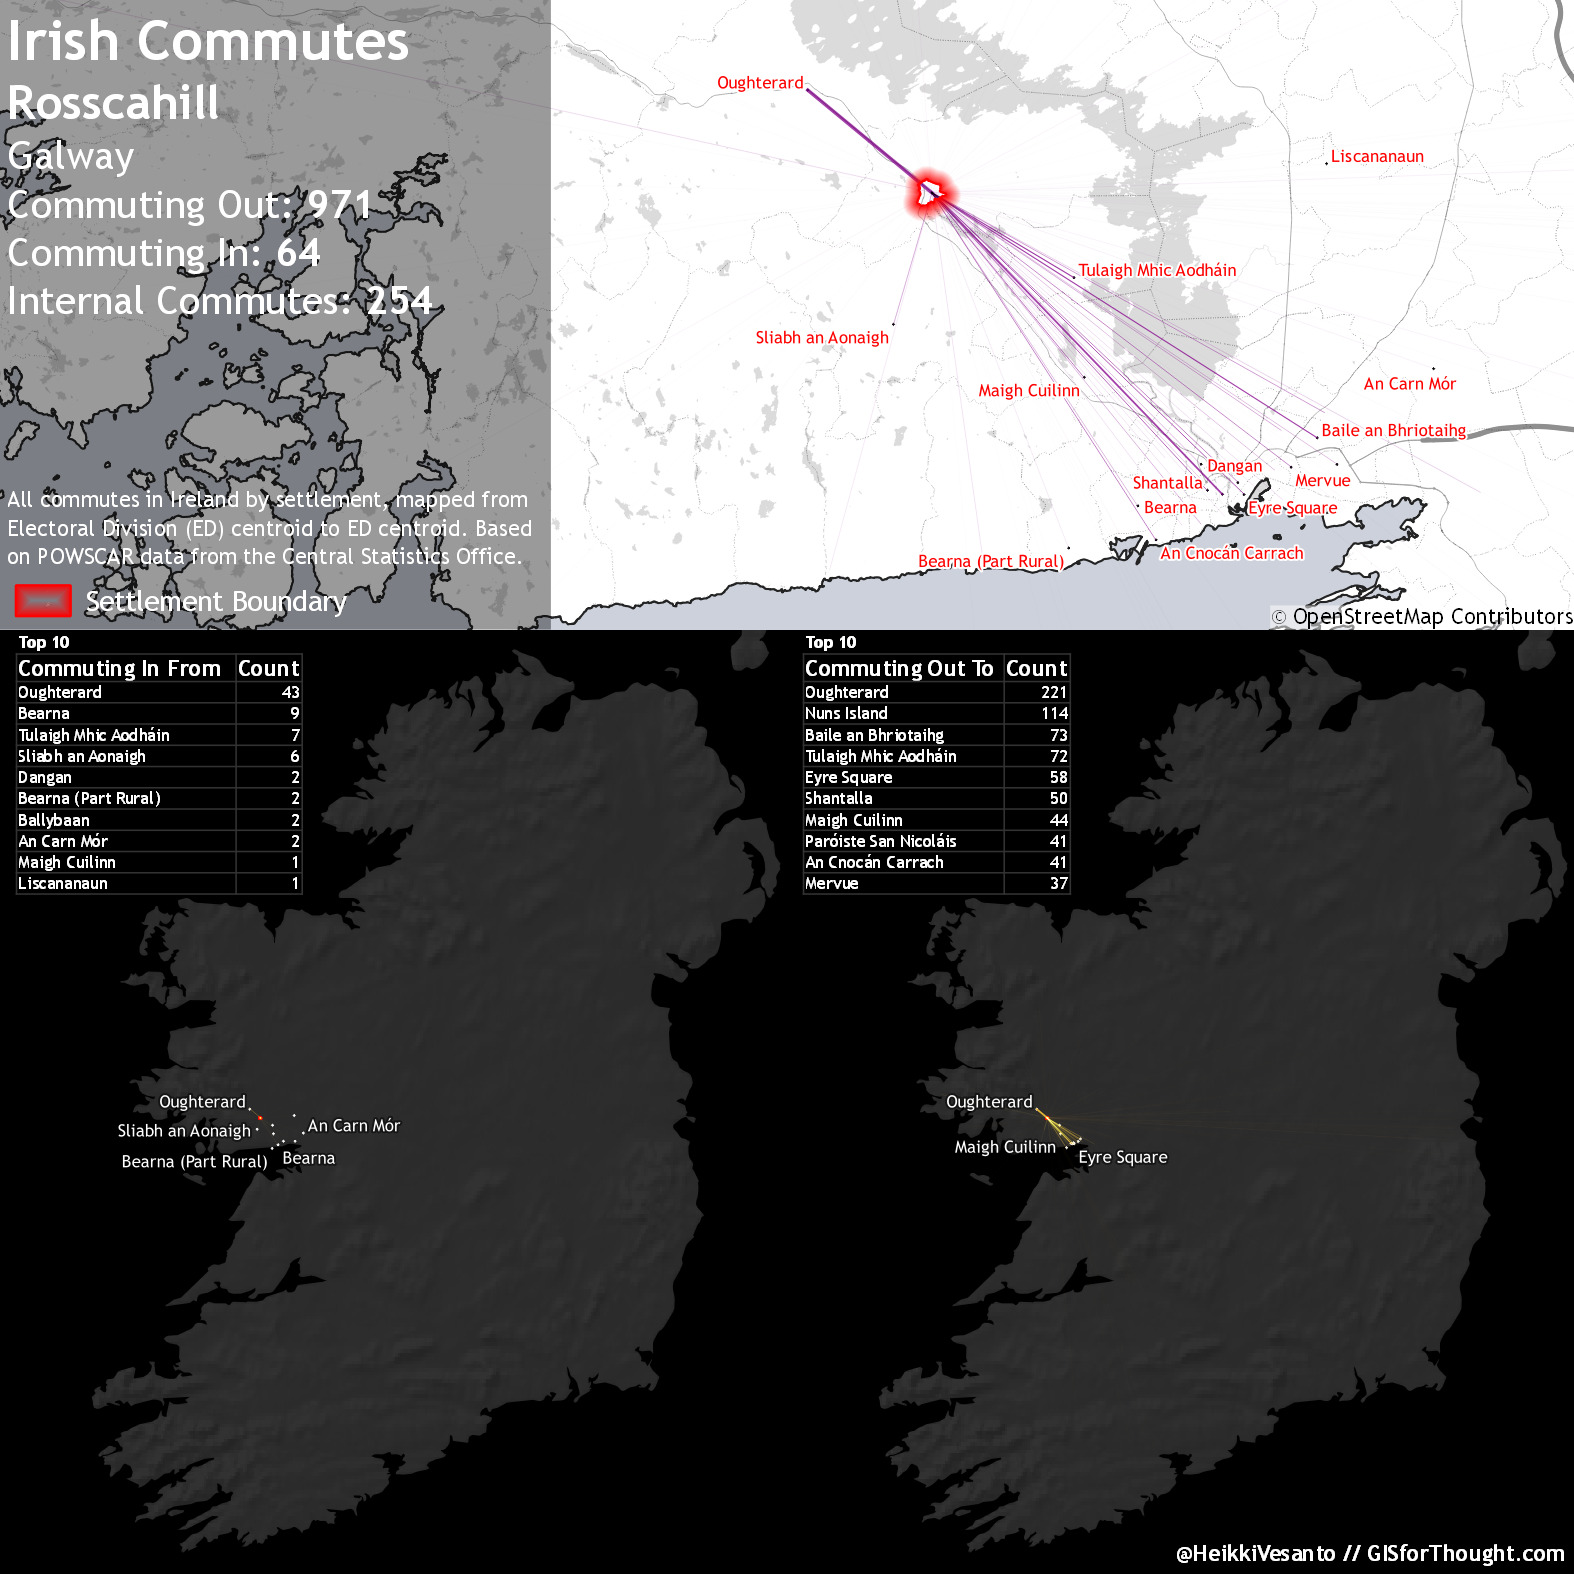 Irish Commutes
Rosscahill
Galway
Commuting Out: 971
Commuting In: 64
Internal Commutes: 254
All commutes in Ireland by settlement, mapped from
Electoral Division (ED) centroid to ED centroid. Based
on POWSCAR data from the Central Statistics Office.
Settlement Boundary
Oughterard
Liscananaun
Tulaigh Mhic Aodháin
Sliabh an Aonaigh
Maigh Cuilinn
An Carn Mór
Baile an Bhriotaihg
Dangan
Shantalla
Mervue
Bearna
Eyre Square
An Cnocán Carrach
Bearna (Part Rural)
© OpenStreetMap Contributors
Top 10
Commuting In From Count
Oughterard 43
Bearna 9
Tulaigh Mhic Aodháin 7
Sliabh an Aonaigh 6
Dangan 2
Bearna (Part Rural) 2
Ballybaan 2
An Carn Mór 2
Maigh Cuilinn 1
Liscananaun 1
Top 10
Commuting Out To Count
Oughterard 221
Nuns Island 114
Baile an Bhriotaihg 73
Tulaigh Mhic Aodháin 72
Eyre Square 58
Shantalla 50
Maigh Cuilinn 44
Paróiste San Nicoláis 41
An Cnocán Carrach 41
Mervue 37
Oughterard
Sliabh an Aonaigh
An Carn Mór
Bearna (Part Rural)
Bearna
Oughterard
Maigh Cuilinn
Eyre Square
@HeikkiVesanto // GISforThought.com